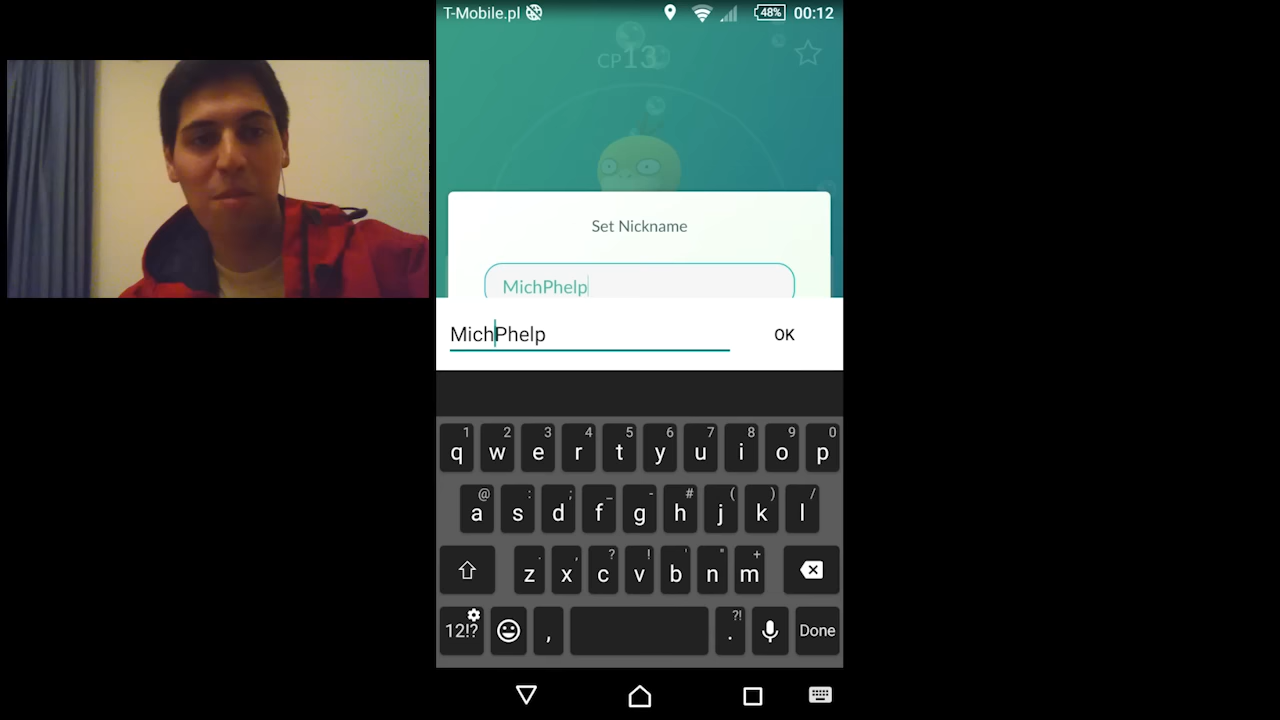 T-Mobile.pl 48% 00:12
CP13
Set Nickname
MichPhelp
MichPhelp OK
1 2 3 4 5 6 7 8 9 0
q w e r t y u i o p
@ : ; _ - # ( ) /
a s d f g h j k l
. , ? ! ' " +
z x c v b n m
?!
12!? , . Done